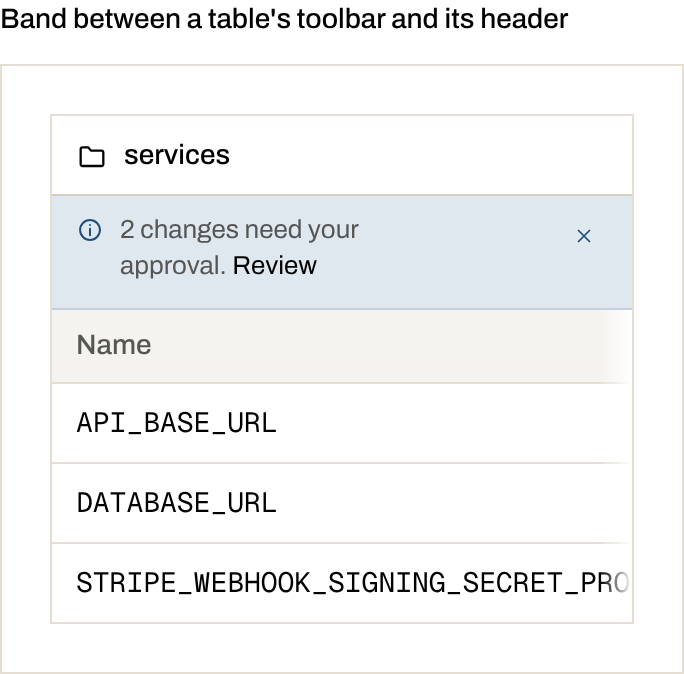 Band between a table's toolbar and its header
services
2 changes need your
approval. Review
Name
API_BASE_URL
DATABASE_URL
STRIPE_WEBHOOK_SIGNING_SECRET_PRO